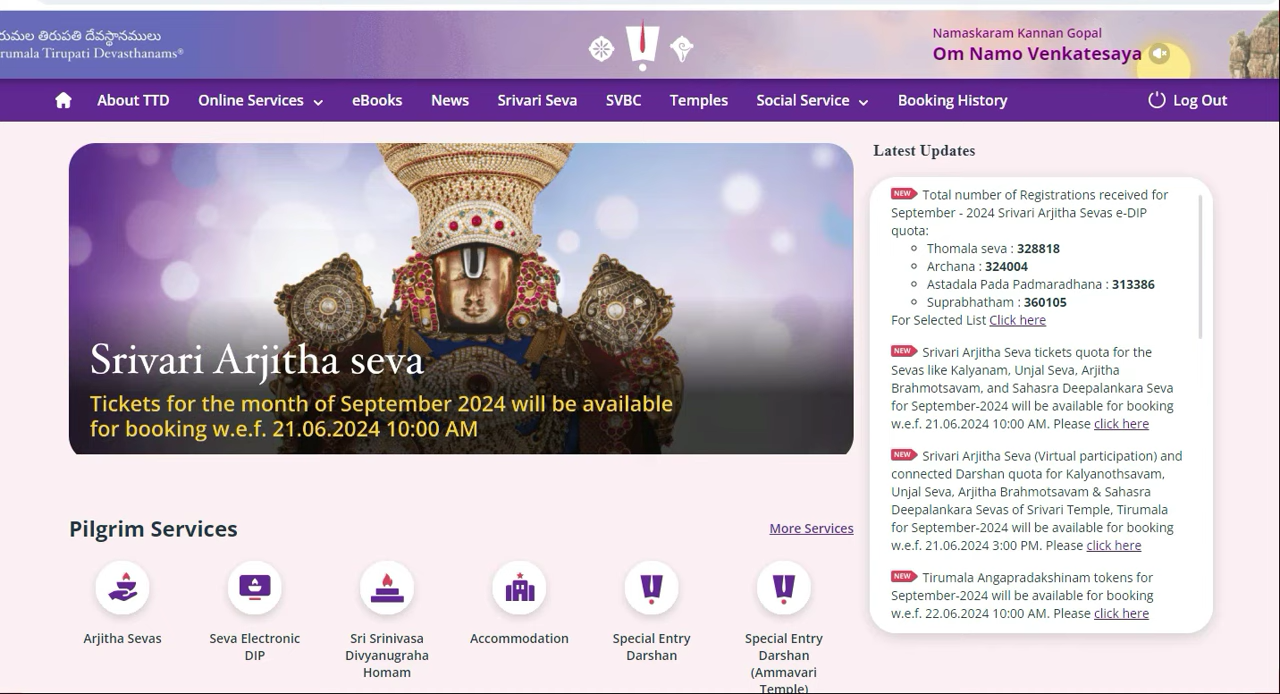 రుమల తిరుపతి దేవస్థానములు
rumala Tirupati Devasthanams®
Namaskaram Kannan Gopal
Om Namo Venkatesaya
About TTD
Online Services
eBooks
News
Srivari Seva
SVBC
Temples
Social Service
Booking History
Log Out
Srivari Arjitha seva
Tickets for the month of September 2024 will be available
for booking w.e.f. 21.06.2024 10:00 AM
Latest Updates
NEW Total number of Registrations received for
September - 2024 Srivari Arjitha Sevas e-DIP
quota:
Thomala seva : 328818
Archana : 324004
Astadala Pada Padmaradhana : 313386
Suprabhatham : 360105
For Selected List Click here
NEW Srivari Arjitha Seva tickets quota for the
Sevas like Kalyanam, Unjal Seva, Arjitha
Brahmotsavam, and Sahasra Deepalankara Seva
for September-2024 will be available for booking
w.e.f. 21.06.2024 10:00 AM. Please click here
NEW Srivari Arjitha Seva (Virtual participation) and
connected Darshan quota for Kalyanothsavam,
Unjal Seva, Arjitha Brahmotsavam & Sahasra
Deepalankara Sevas of Srivari Temple, Tirumala
for September-2024 will be available for booking
w.e.f. 21.06.2024 3:00 PM. Please click here
NEW Tirumala Angapradakshinam tokens for
September-2024 will be available for booking
w.e.f. 22.06.2024 10:00 AM. Please click here
Pilgrim Services
More Services
Arjitha Sevas
Seva Electronic
DIP
Sri Srinivasa
Divyanugraha
Homam
Accommodation
Special Entry
Darshan
Special Entry
Darshan
(Ammavari
Temple)